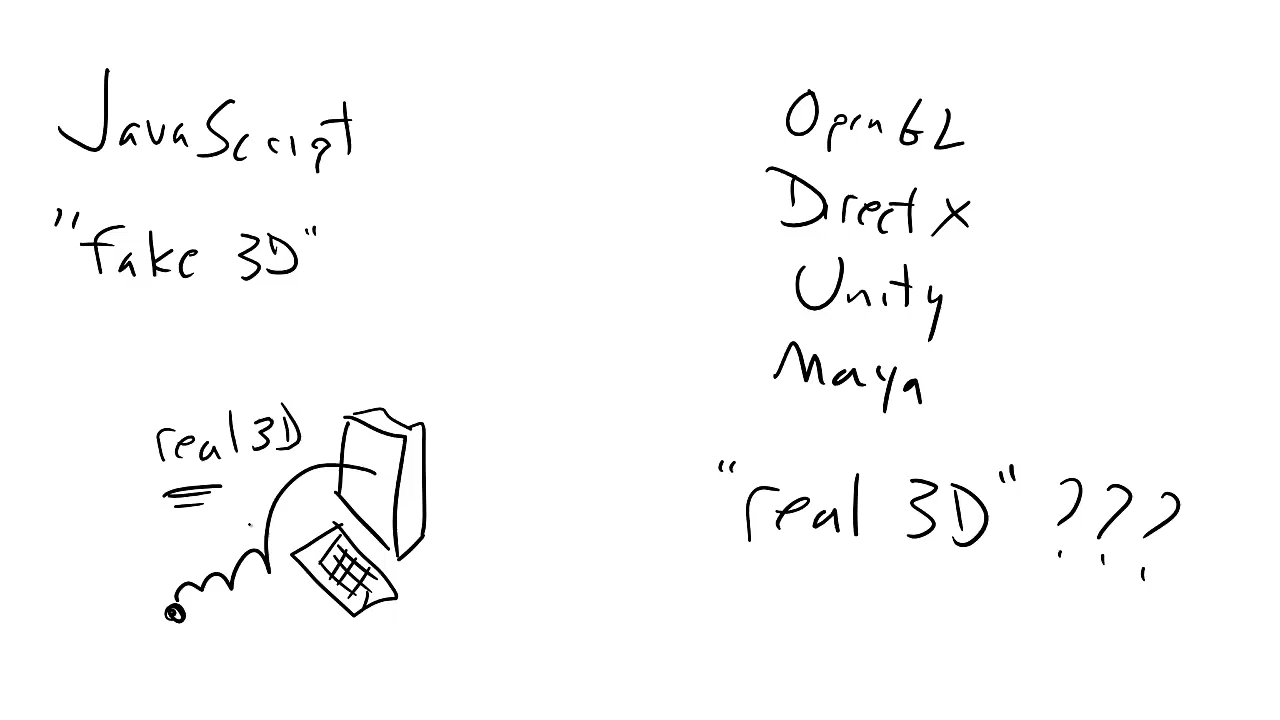 JavaScript
"fake 3D"
real 3D
OpenGL
DirectX
Unity
Maya
"real 3D" ???